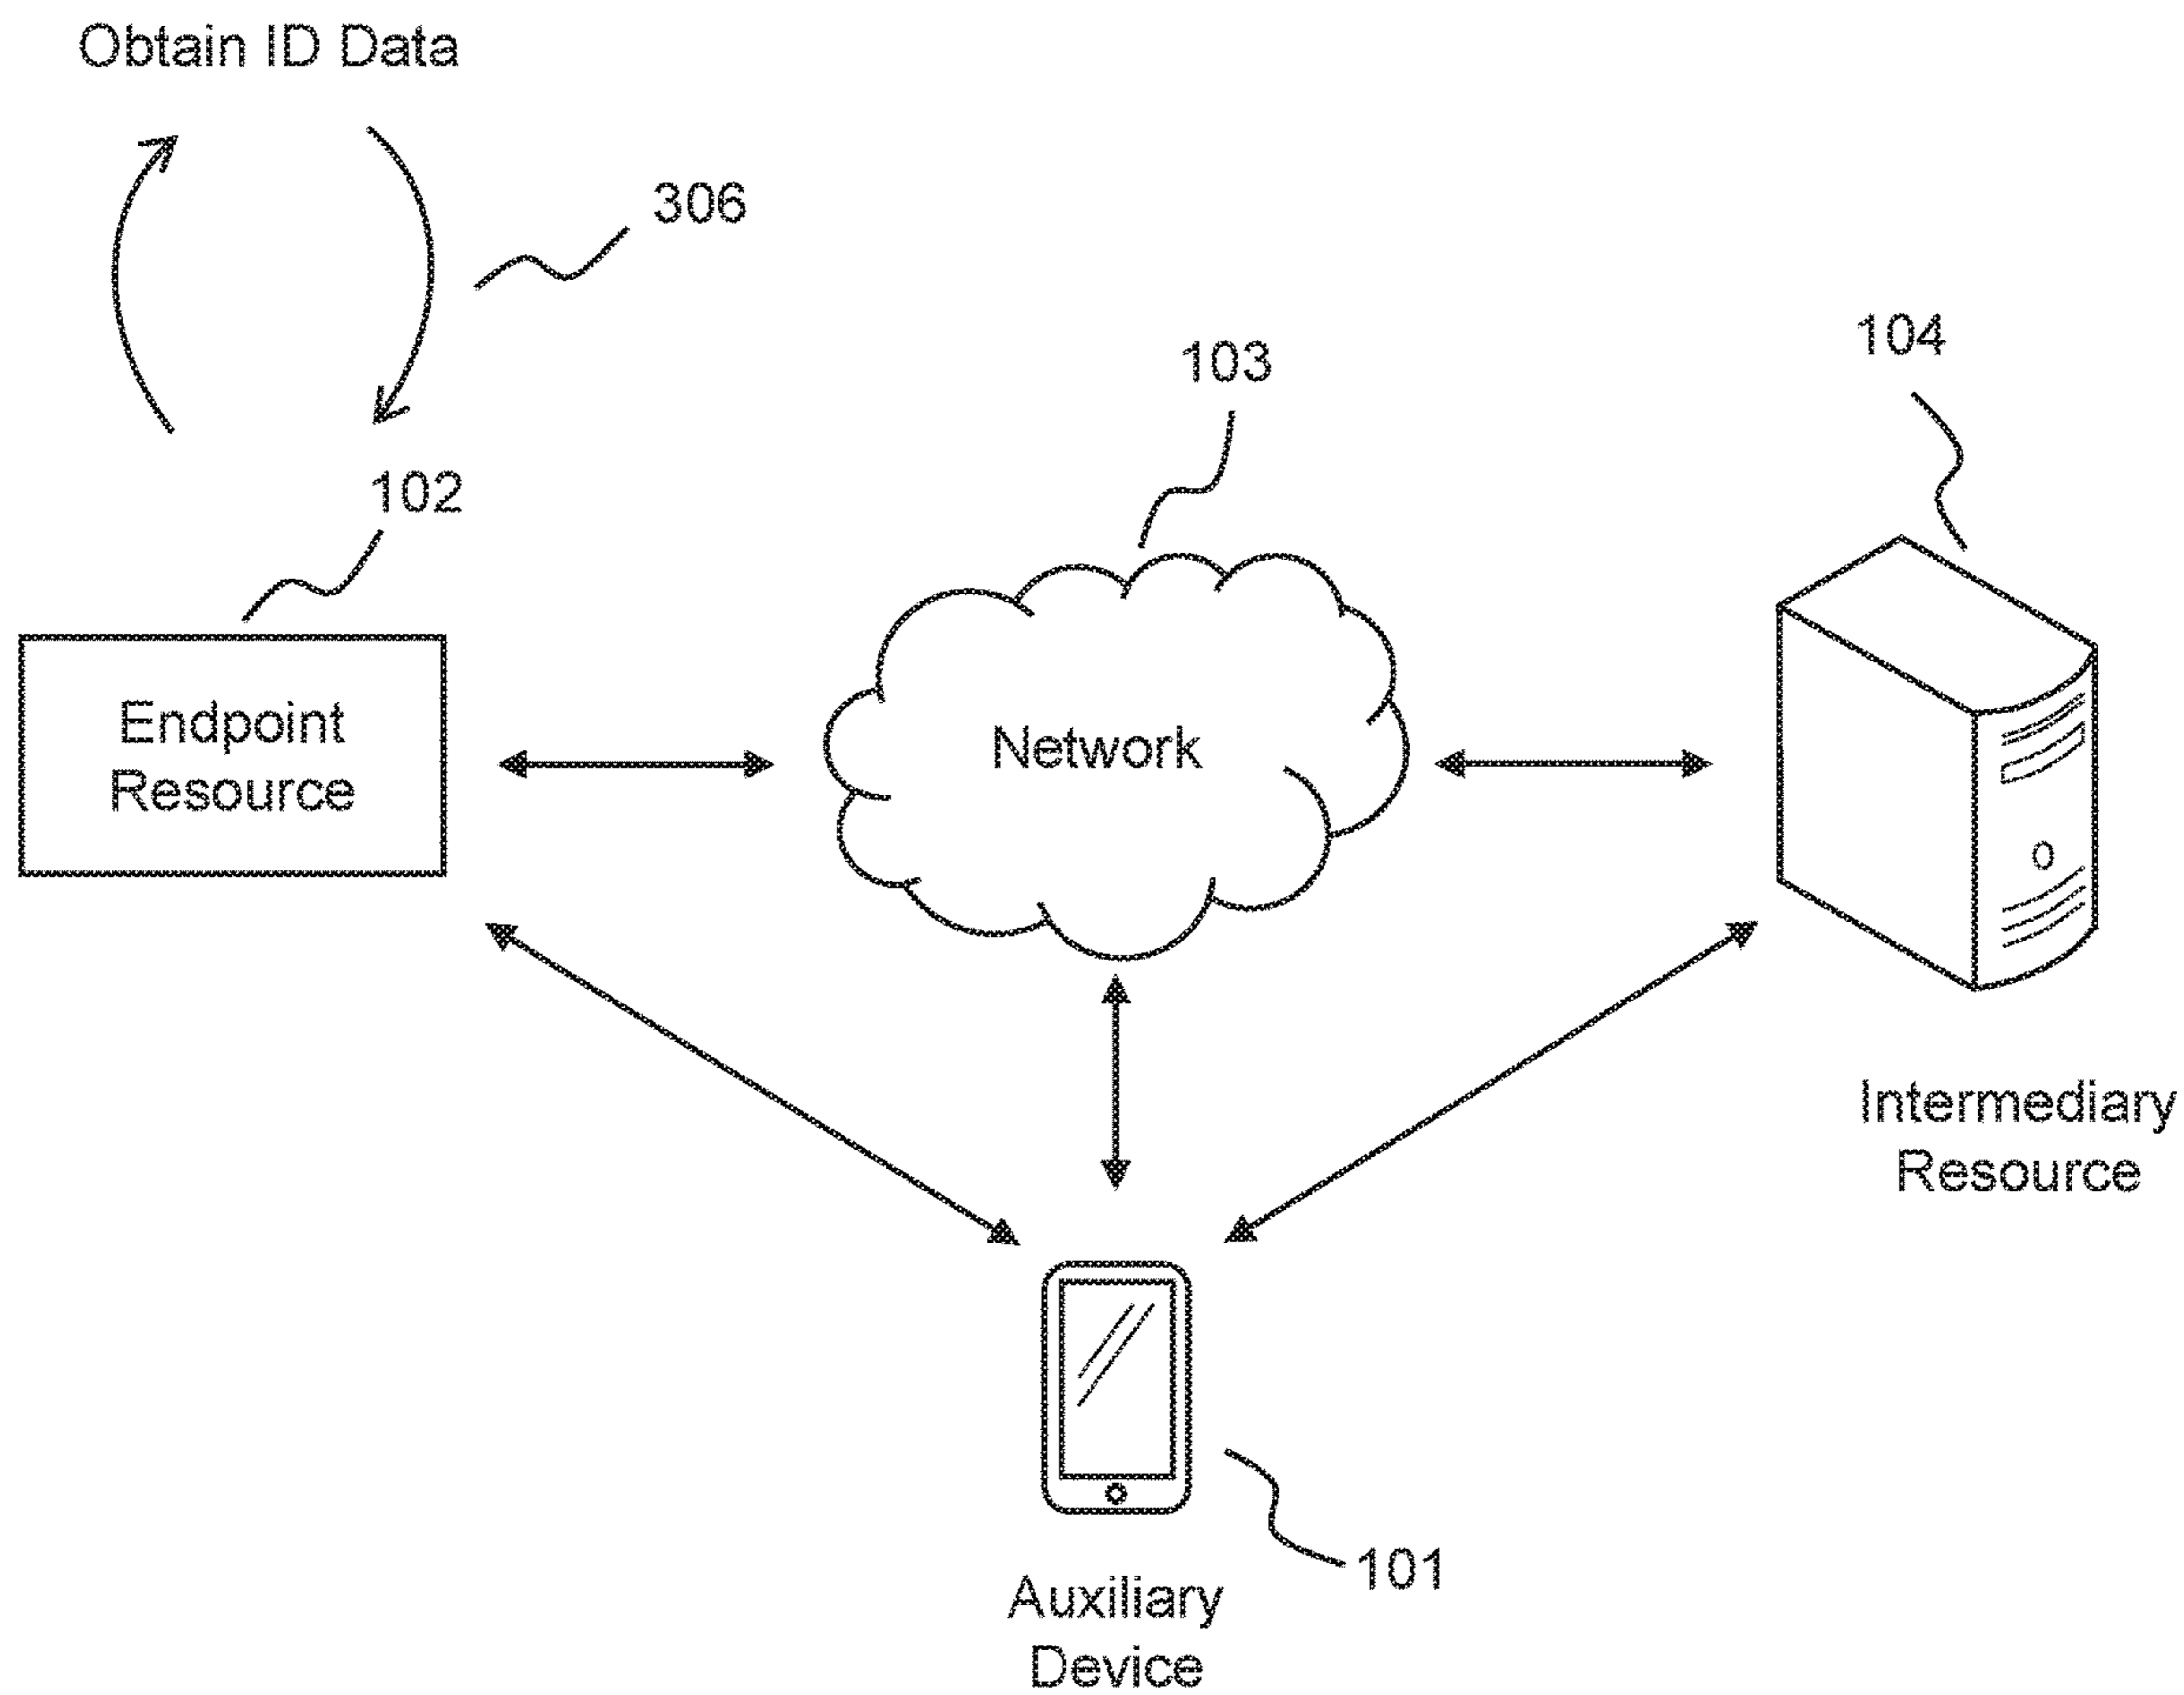 Obtain ID Data
306
103
104
102
Endpoint
Resource
Network
Intermediary
Resource
101
Auxiliary
Device